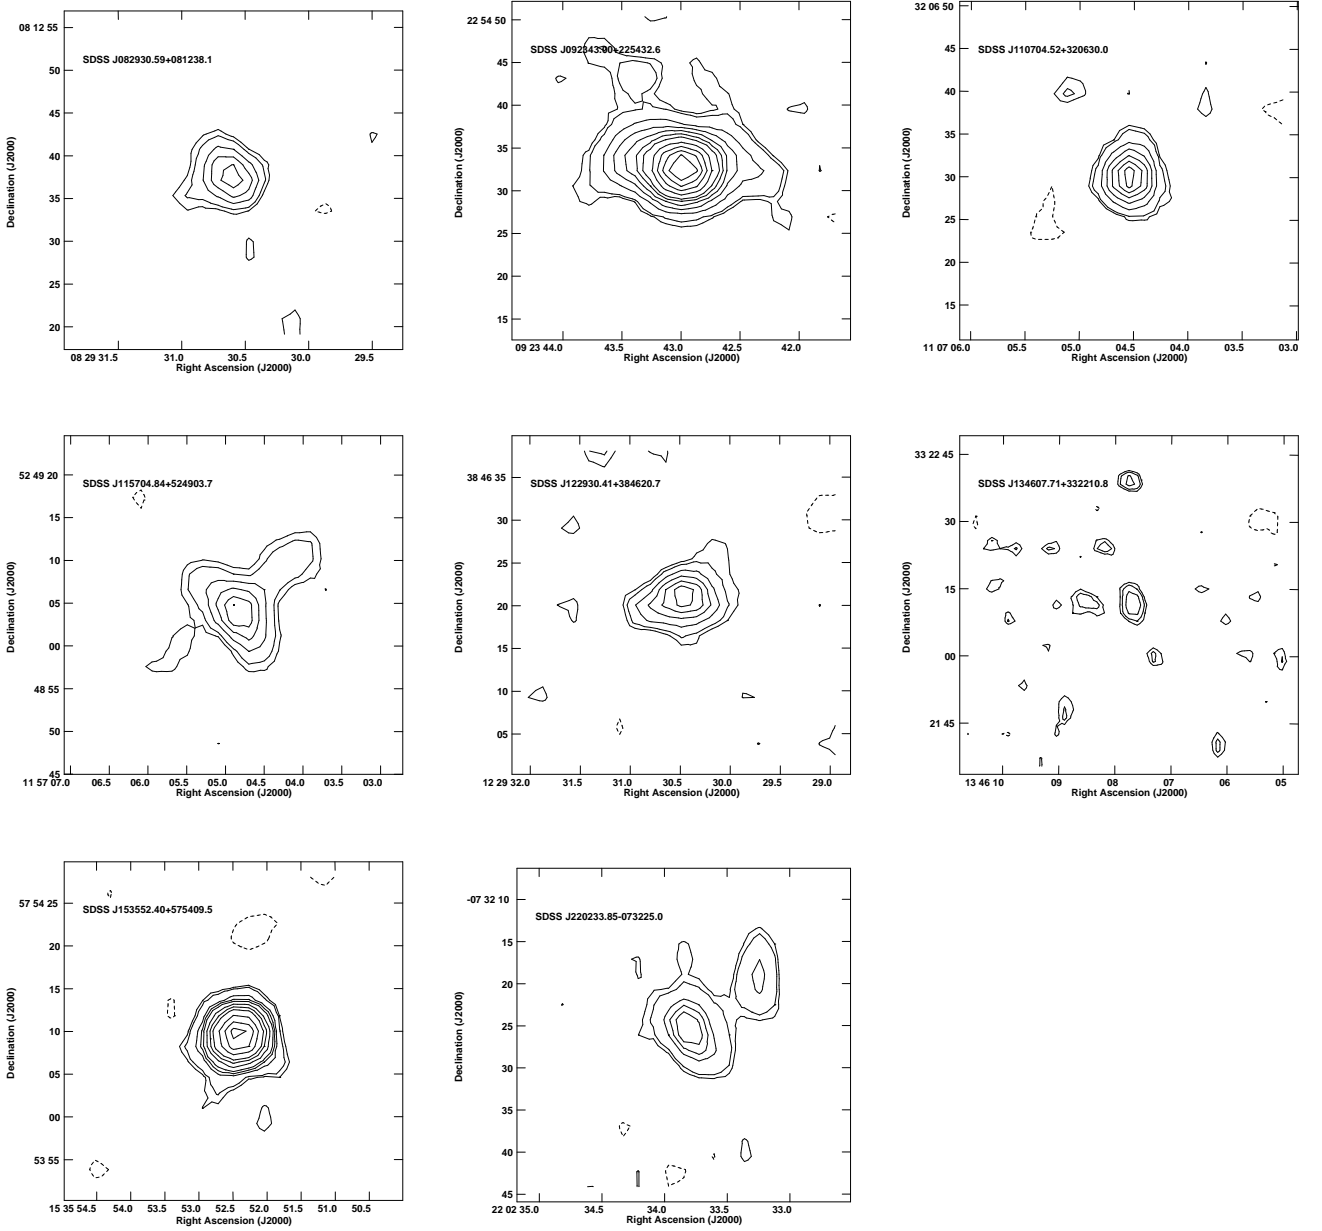 08 12 55
SDSS J082930.59+081238.1
50
45
40
35
30
25
20
Declination (J2000)
08 29 31.5 31.0 30.5 30.0 29.5
Right Ascension (J2000)
22 54 50
SDSS J092343.00+225432.6
45
40
35
30
25
20
15
Declination (J2000)
09 23 44.0 43.5 43.0 42.5 42.0
Right Ascension (J2000)
32 06 50
SDSS J110704.52+320630.0
45
40
35
30
25
20
15
Declination (J2000)
11 07 06.0 05.5 05.0 04.5 04.0 03.5 03.0
Right Ascension (J2000)
52 49 20
SDSS J115704.84+524903.7
15
10
05
00
48 55
50
45
Declination (J2000)
11 57 07.0 06.5 06.0 05.5 05.0 04.5 04.0 03.5 03.0
Right Ascension (J2000)
38 46 35
SDSS J122930.41+384620.7
30
25
20
15
10
05
Declination (J2000)
12 29 32.0 31.5 31.0 30.5 30.0 29.5 29.0
Right Ascension (J2000)
33 22 45
SDSS J134607.71+332210.8
30
15
00
21 45
Declination (J2000)
13 46 10 09 08 07 06 05
Right Ascension (J2000)
57 54 25
SDSS J153552.40+575409.5
20
15
10
05
00
53 55
Declination (J2000)
15 35 54.5 54.0 53.5 53.0 52.5 52.0 51.5 51.0 50.5
Right Ascension (J2000)
-07 32 10
SDSS J220233.85-073225.0
15
20
25
30
35
40
45
Declination (J2000)
22 02 35.0 34.5 34.0 33.5 33.0
Right Ascension (J2000)